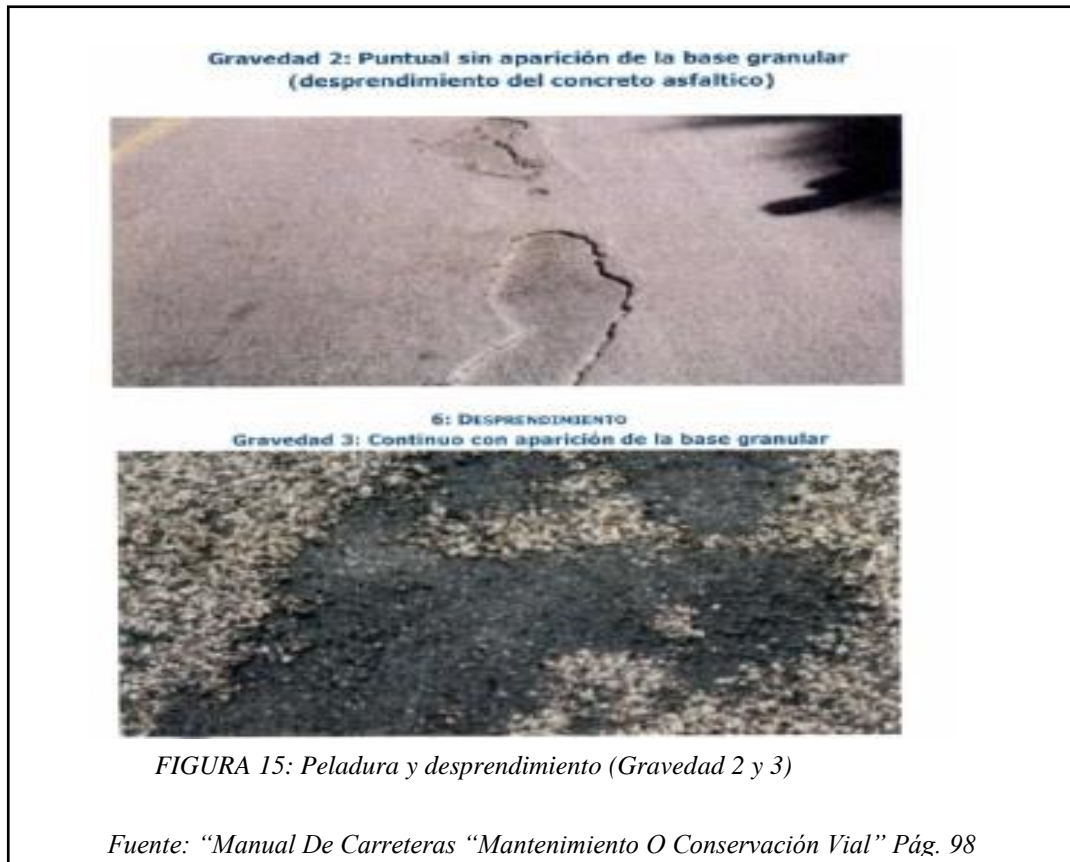 Gravedad 2: Puntual sin aparición de la base granular
(desprendimiento del concreto asfaltico)
6: DESPRENDIMIENTO
Gravedad 3: Continuo con aparición de la base granular
FIGURA 15: Peladura y desprendimiento (Gravedad 2 y 3)
Fuente: “Manual De Carreteras “Mantenimiento O Conservación Vial” Pág. 98